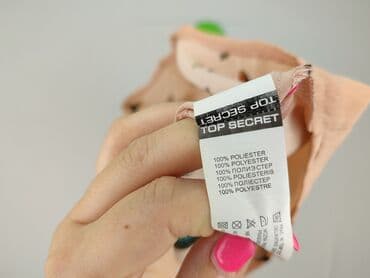 TOP SECRET
TOP SECRET
100% POLIESTER
100% POLYESTER
100% ПОЛИЭСТЕР
100% POLIESTERIS
100% ПОЛІЕСТЕР
100% POLYESTRE